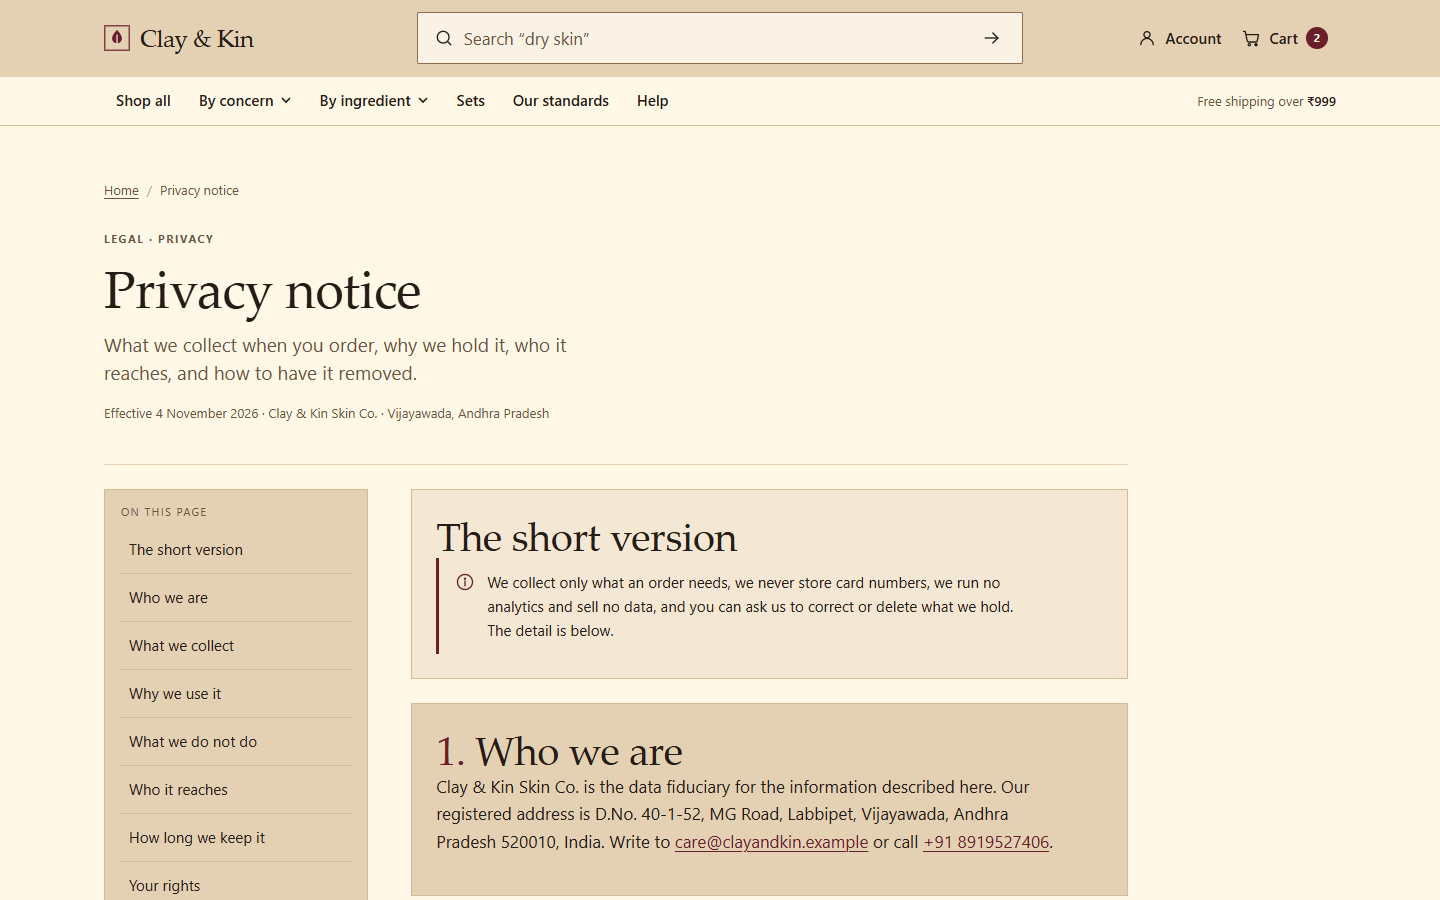 Clay & Kin
Search “dry skin”
Account
Cart 2
Shop all
By concern
By ingredient
Sets
Our standards
Help
Free shipping over ₹999
Home / Privacy notice
LEGAL · PRIVACY
Privacy notice
What we collect when you order, why we hold it, who it
reaches, and how to have it removed.
Effective 4 November 2026 · Clay & Kin Skin Co. · Vijayawada, Andhra Pradesh
ON THIS PAGE
The short version
Who we are
What we collect
Why we use it
What we do not do
Who it reaches
How long we keep it
Your rights
The short version
We collect only what an order needs, we never store card numbers, we run no
analytics and sell no data, and you can ask us to correct or delete what we hold.
The detail is below.
1. Who we are
Clay & Kin Skin Co. is the data fiduciary for the information described here. Our
registered address is D.No. 40-1-52, MG Road, Labbipet, Vijayawada, Andhra
Pradesh 520010, India. Write to care@clayandkin.example or call +91 8919527406.